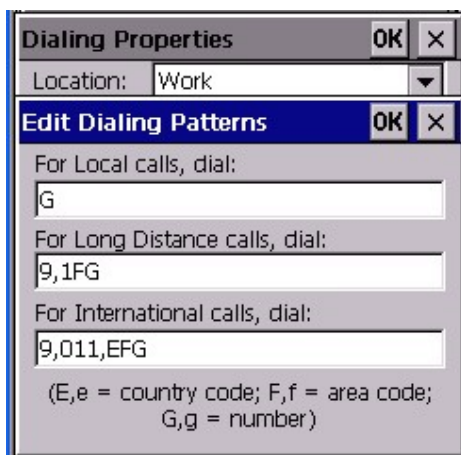 Dialing Properties OK ×
Location: Work
Edit Dialing Patterns OK ×
For Local calls, dial:
G
For Long Distance calls, dial:
9,1FG
For International calls, dial:
9,011,EFG
(E,e = country code; F,f = area code;
G,g = number)